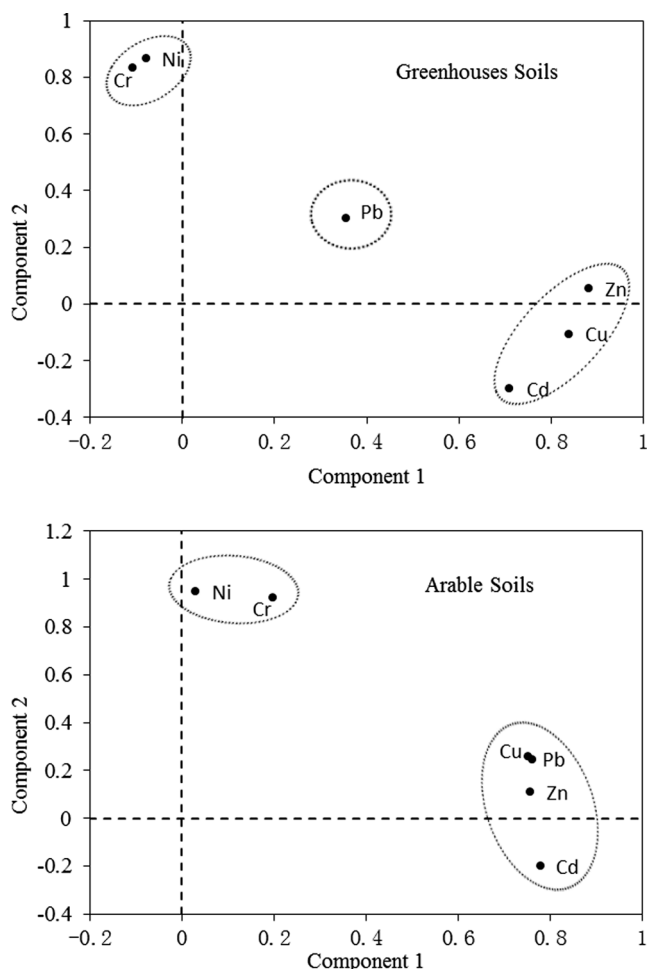 1
0.8
0.6
0.4
0.2
0
-0.2
-0.4
Component 2
Greenhouses Soils
Ni
Cr
Pb
Zn
Cu
Cd
-0.2 0 0.2 0.4 0.6 0.8 1
Component 1
1.2
1
0.8
0.6
0.4
0.2
0
-0.2
-0.4
Component 2
Arable Soils
Ni
Cr
Cu Pb
Zn
Cd
-0.2 0 0.2 0.4 0.6 0.8 1
Component 1